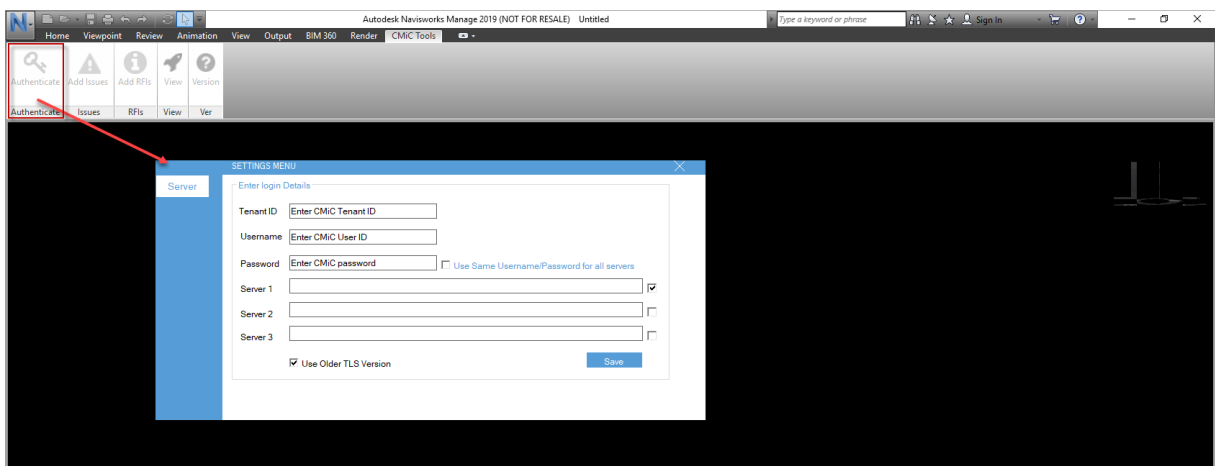 N
Autodesk Navisworks Manage 2019 (NOT FOR RESALE) Untitled
Type a keyword or phrase
Sign In
Home Viewpoint Review Animation View Output BIM 360 Render CMiC Tools
Authenticate Add Issues Add RFIs View Version
Authenticate Issues RFIs View Ver
SETTINGS MENU
Server
Enter login Details
Tenant ID Enter CMiC Tenant ID
Username Enter CMiC User ID
Password Enter CMiC password Use Same Username/Password for all servers
Server 1
Server 2
Server 3
Use Older TLS Version Save